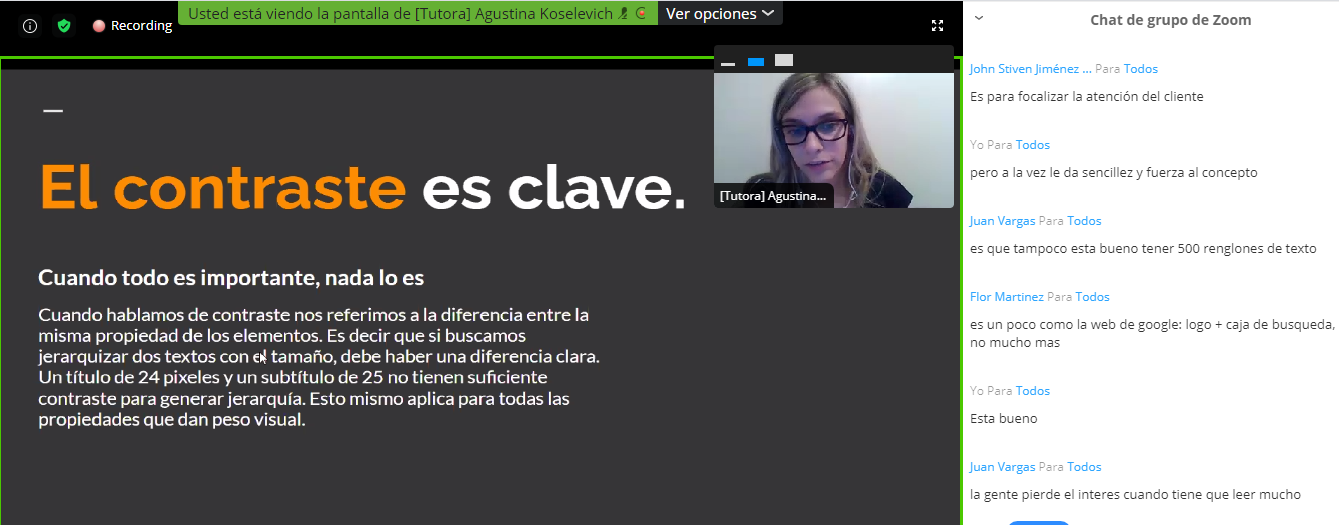 Usted está viendo la pantalla de [Tutora] Agustina Koselevich
Ver opciones
Recording
El contraste es clave.
Cuando todo es importante, nada lo es
Cuando hablamos de contraste nos referimos a la diferencia entre la
misma propiedad de los elementos. Es decir que si buscamos
jerarquizar dos textos con el tamaño, debe haber una diferencia clara.
Un título de 24 pixeles y un subtítulo de 25 no tienen suficiente
contraste para generar jerarquía. Esto mismo aplica para todas las
propiedades que dan peso visual.
[Tutora] Agustina...
Chat de grupo de Zoom
John Stiven Jiménez ... Para Todos
Es para focalizar la atención del cliente
Yo Para Todos
pero a la vez le da sencillez y fuerza al concepto
Juan Vargas Para Todos
es que tampoco esta bueno tener 500 renglones de texto
Flor Martinez Para Todos
es un poco como la web de google: logo + caja de busqueda,
no mucho mas
Yo Para Todos
Esta bueno
Juan Vargas Para Todos
la gente pierde el interes cuando tiene que leer mucho